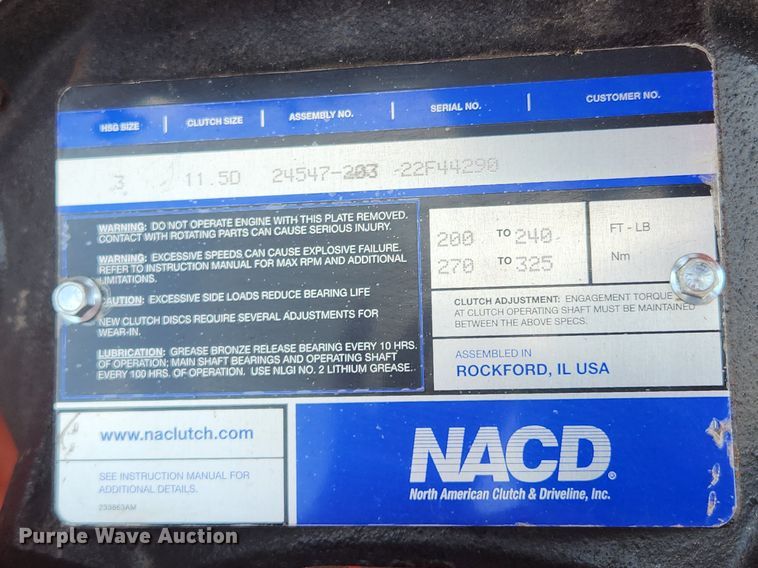 HSG SIZE CLUTCH SIZE ASSEMBLY NO. SERIAL NO. CUSTOMER NO.
3 11.5D 24547-203 -22F44290
WARNING: DO NOT OPERATE ENGINE WITH THIS PLATE REMOVED.
CONTACT WITH ROTATING PARTS CAN CAUSE SERIOUS INJURY.
WARNING: EXCESSIVE SPEEDS CAN CAUSE EXPLOSIVE FAILURE.
REFER TO INSTRUCTION MANUAL FOR MAX RPM AND ADDITIONAL
LIMITATIONS.
CAUTION: EXCESSIVE SIDE LOADS REDUCE BEARING LIFE
NEW CLUTCH DISCS REQUIRE SEVERAL ADJUSTMENTS FOR
WEAR-IN.
LUBRICATION: GREASE BRONZE RELEASE BEARING EVERY 10 HRS.
OF OPERATION; MAIN SHAFT BEARINGS AND OPERATING SHAFT
EVERY 100 HRS. OF OPERATION. USE NLGI NO. 2 LITHIUM GREASE.
200 TO 240 FT - LB
270 TO 325 Nm
CLUTCH ADJUSTMENT: ENGAGEMENT TORQUE
AT CLUTCH OPERATING SHAFT MUST BE MAINTAINED
BETWEEN THE ABOVE SPECS.
ASSEMBLED IN
ROCKFORD, IL USA
www.naclutch.com
SEE INSTRUCTION MANUAL FOR
ADDITIONAL DETAILS.
233863AM
NACD®
North American Clutch & Driveline, Inc.
Purple Wave Auction